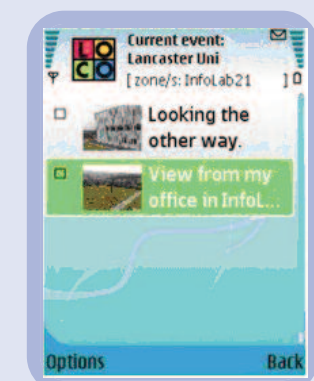 LO
CO
Current event:
Lancaster Uni
[ zone/s: InfoLab21 ]
Looking the
other way.
View from my
office in InfoL...
Options
Back